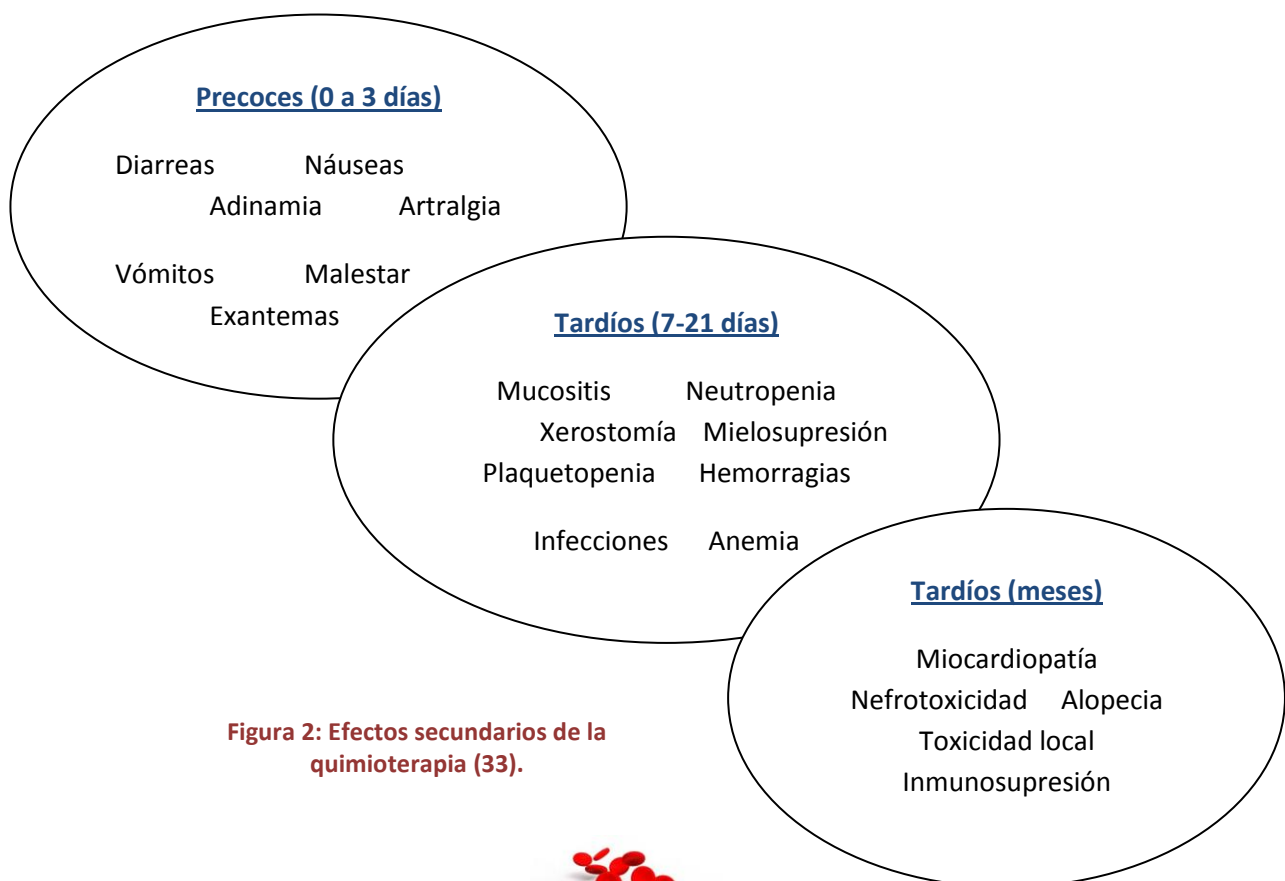 Precoces (0 a 3 días)
Diarreas Náuseas
Adinamia Artralgia
Vómitos Malestar
Exantemas
Tardíos (7-21 días)
Mucositis Neutropenia
Xerostomía Mielosupresión
Plaquetopenia Hemorragias
Infecciones Anemia
Tardíos (meses)
Miocardiopatía
Nefrotoxicidad Alopecia
Toxicidad local
Inmunosupresión
Figura 2: Efectos secundarios de la
quimioterapia (33).